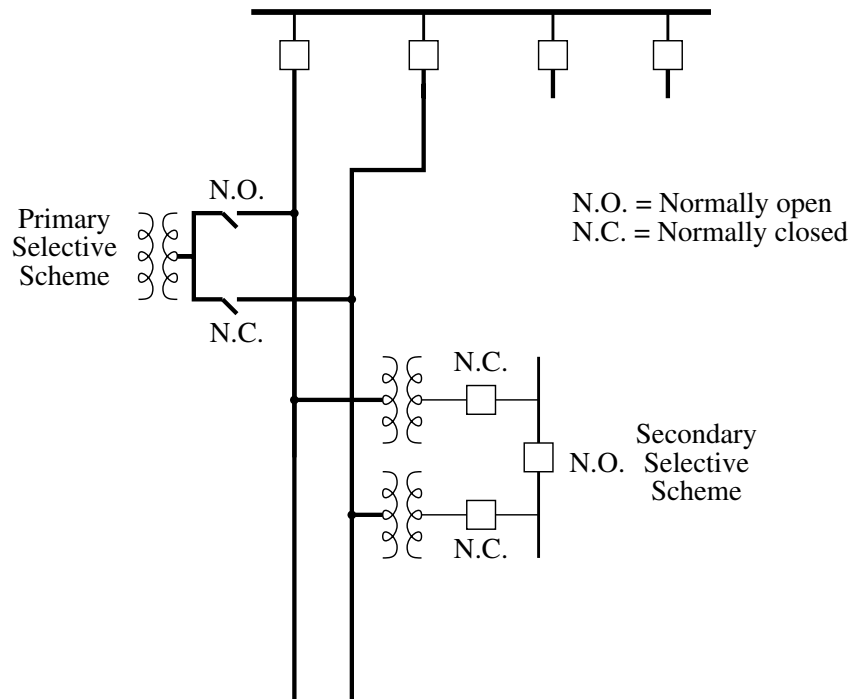 N.O.
Primary
Selective
Scheme
N.C.
N.O. = Normally open
N.C. = Normally closed
N.C.
N.O.
Secondary
Selective
Scheme
N.C.